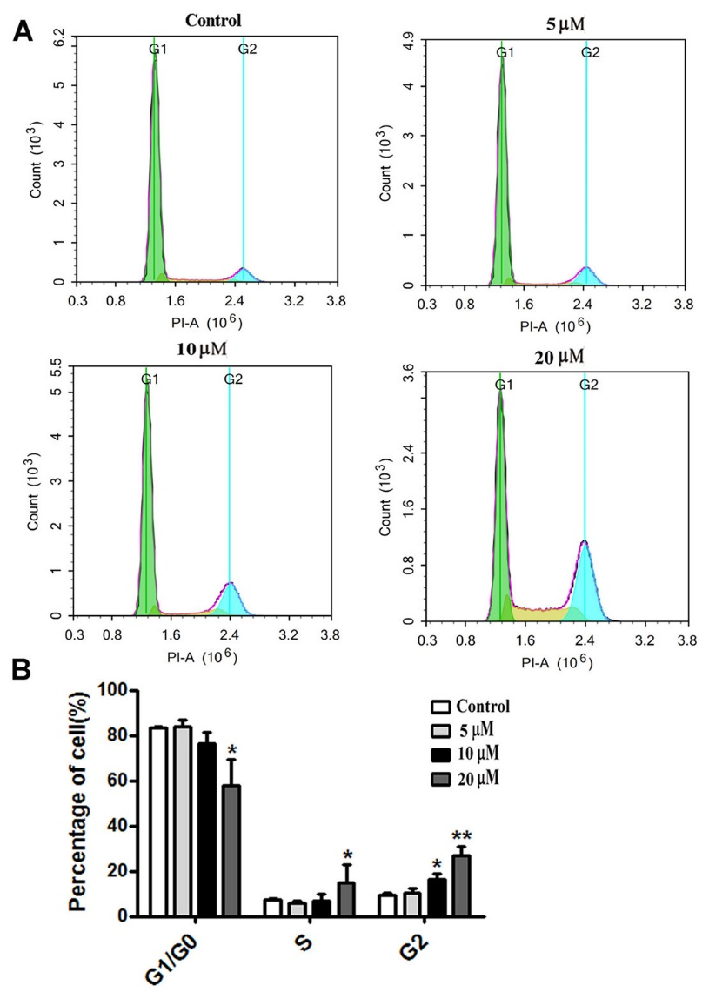 A
Control
6.2
5
4
3
2
1
0
Count (10³)
G1
G2
0.3 0.8 1.6 2.4 3.2 3.8
PI-A (10⁶)
5 μM
4.9
4
3
2
1
0
Count (10³)
G1
G2
0.3 0.8 1.6 2.4 3.2 3.8
PI-A (10⁶)
10 μM
5.5
5
4
3
2
1
0
Count (10³)
G1
G2
0.3 0.8 1.6 2.4 3.2 3.8
PI-A (10⁶)
20 μM
3.6
2.4
1.6
0.8
0
Count (10³)
G1
G2
0.3 0.8 1.6 2.4 3.2 3.8
PI-A (10⁶)
B
Percentage of cell(%)
100
80
60
40
20
0
*
*
*
**
Control
5 μM
10 μM
20 μM
G1/G0
S
G2